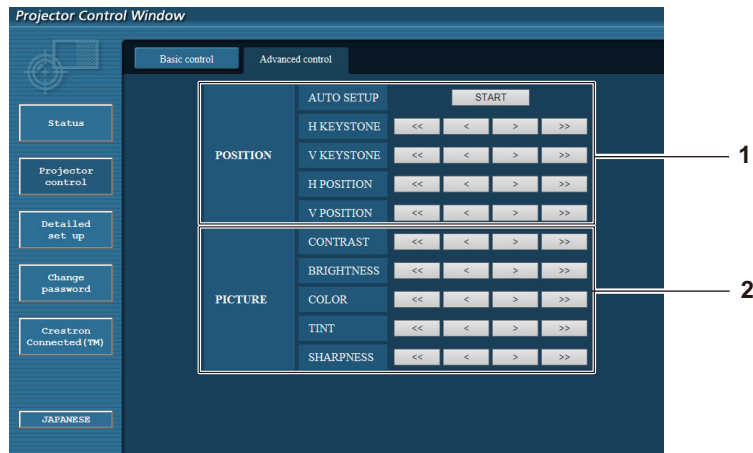 Projector Control Window
Basic control Advanced control
Status
Projector
control
Detailed
set up
Change
password
Crestron
Connected(TM)
JAPANESE
POSITION
AUTO SETUP START
H KEYSTONE << < > >>
V KEYSTONE << < > >>
H POSITION << < > >>
V POSITION << < > >>
PICTURE
CONTRAST << < > >>
BRIGHTNESS << < > >>
COLOR << < > >>
TINT << < > >>
SHARPNESS << < > >>
1
2